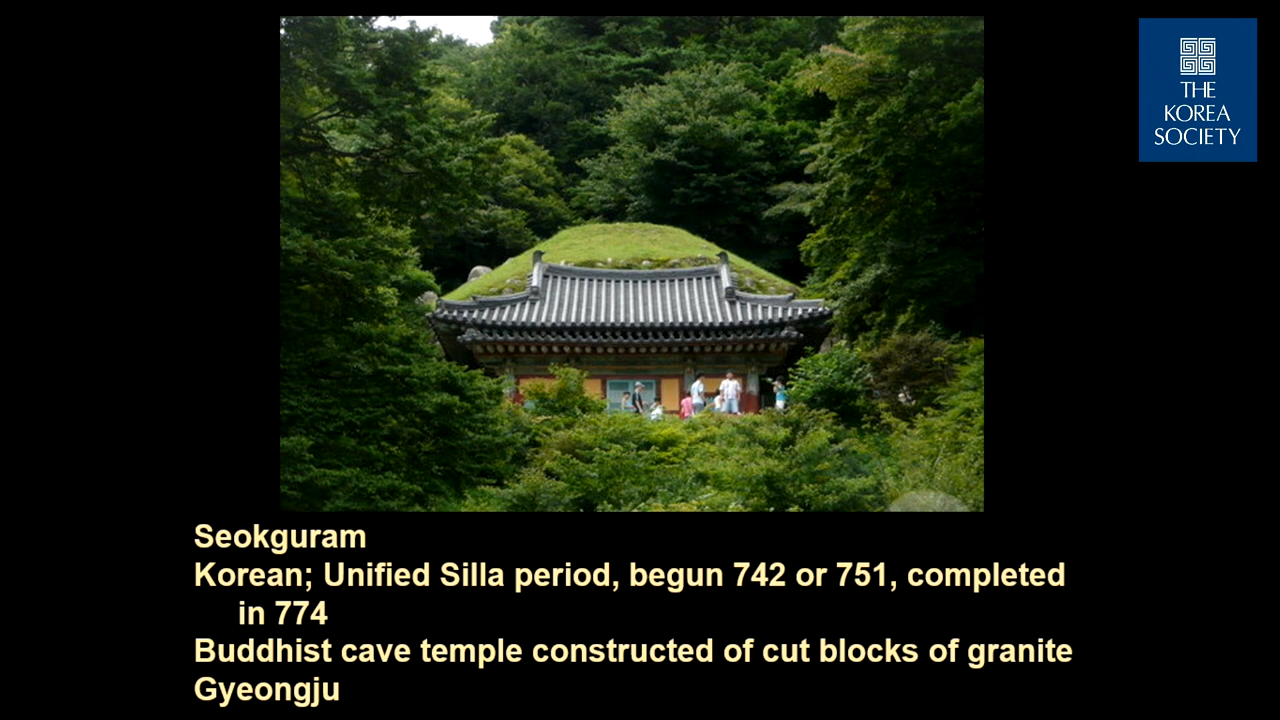 THE
KOREA
SOCIETY
Seokguram
Korean; Unified Silla period, begun 742 or 751, completed
in 774
Buddhist cave temple constructed of cut blocks of granite
Gyeongju